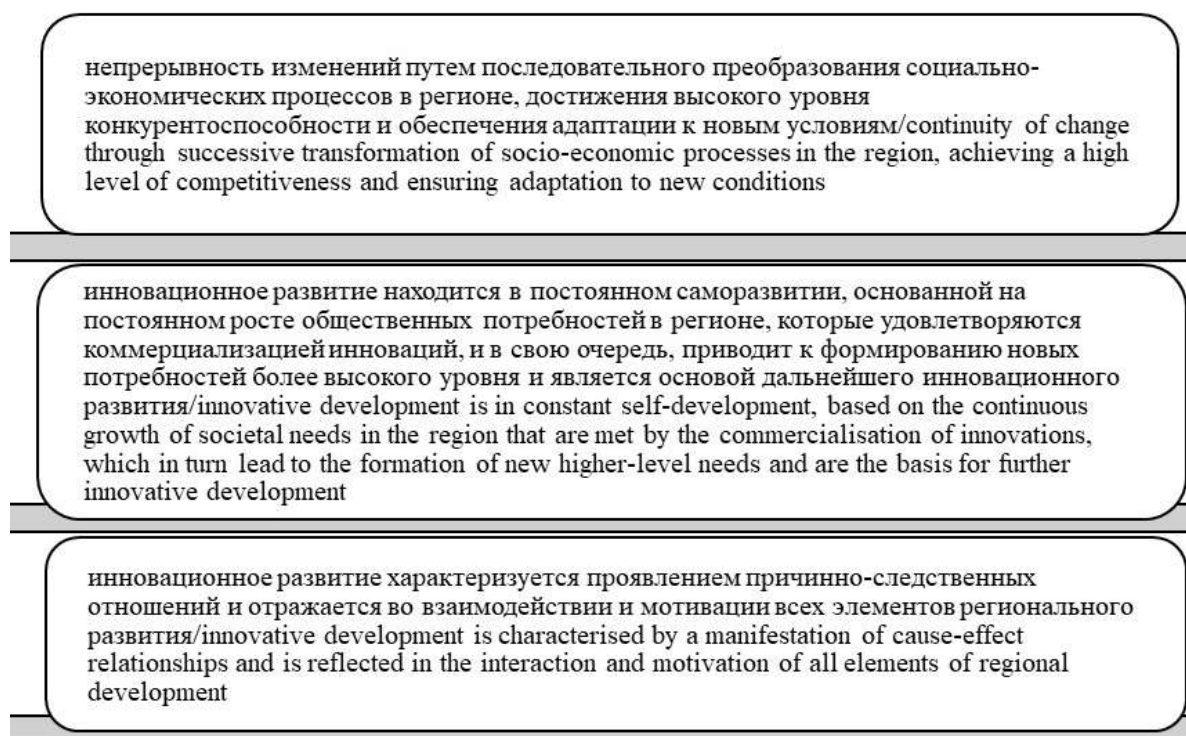 непрерывность изменений путем последовательного преобразования социально-
экономических процессов в регионе, достижения высокого уровня
конкурентоспособности и обеспечения адаптации к новым условиям/continuity of change
through successive transformation of socio-economic processes in the region, achieving a high
level of competitiveness and ensuring adaptation to new conditions
инновационное развитие находится в постоянном саморазвитии, основанной на
постоянном росте общественных потребностей в регионе, которые удовлетворяются
коммерциализацией инноваций, и в свою очередь, приводит к формированию новых
потребностей более высокого уровня и является основой дальнейшего инновационного
развития/innovative development is in constant self-development, based on the continuous
growth of societal needs in the region that are met by the commercialisation of innovations,
which in turn lead to the formation of new higher-level needs and are the basis for further
innovative development
инновационное развитие характеризуется проявлением причинно-следственных
отношений и отражается во взаимодействии и мотивации всех элементов регионального
развития/innovative development is characterised by a manifestation of cause-effect
relationships and is reflected in the interaction and motivation of all elements of regional
development